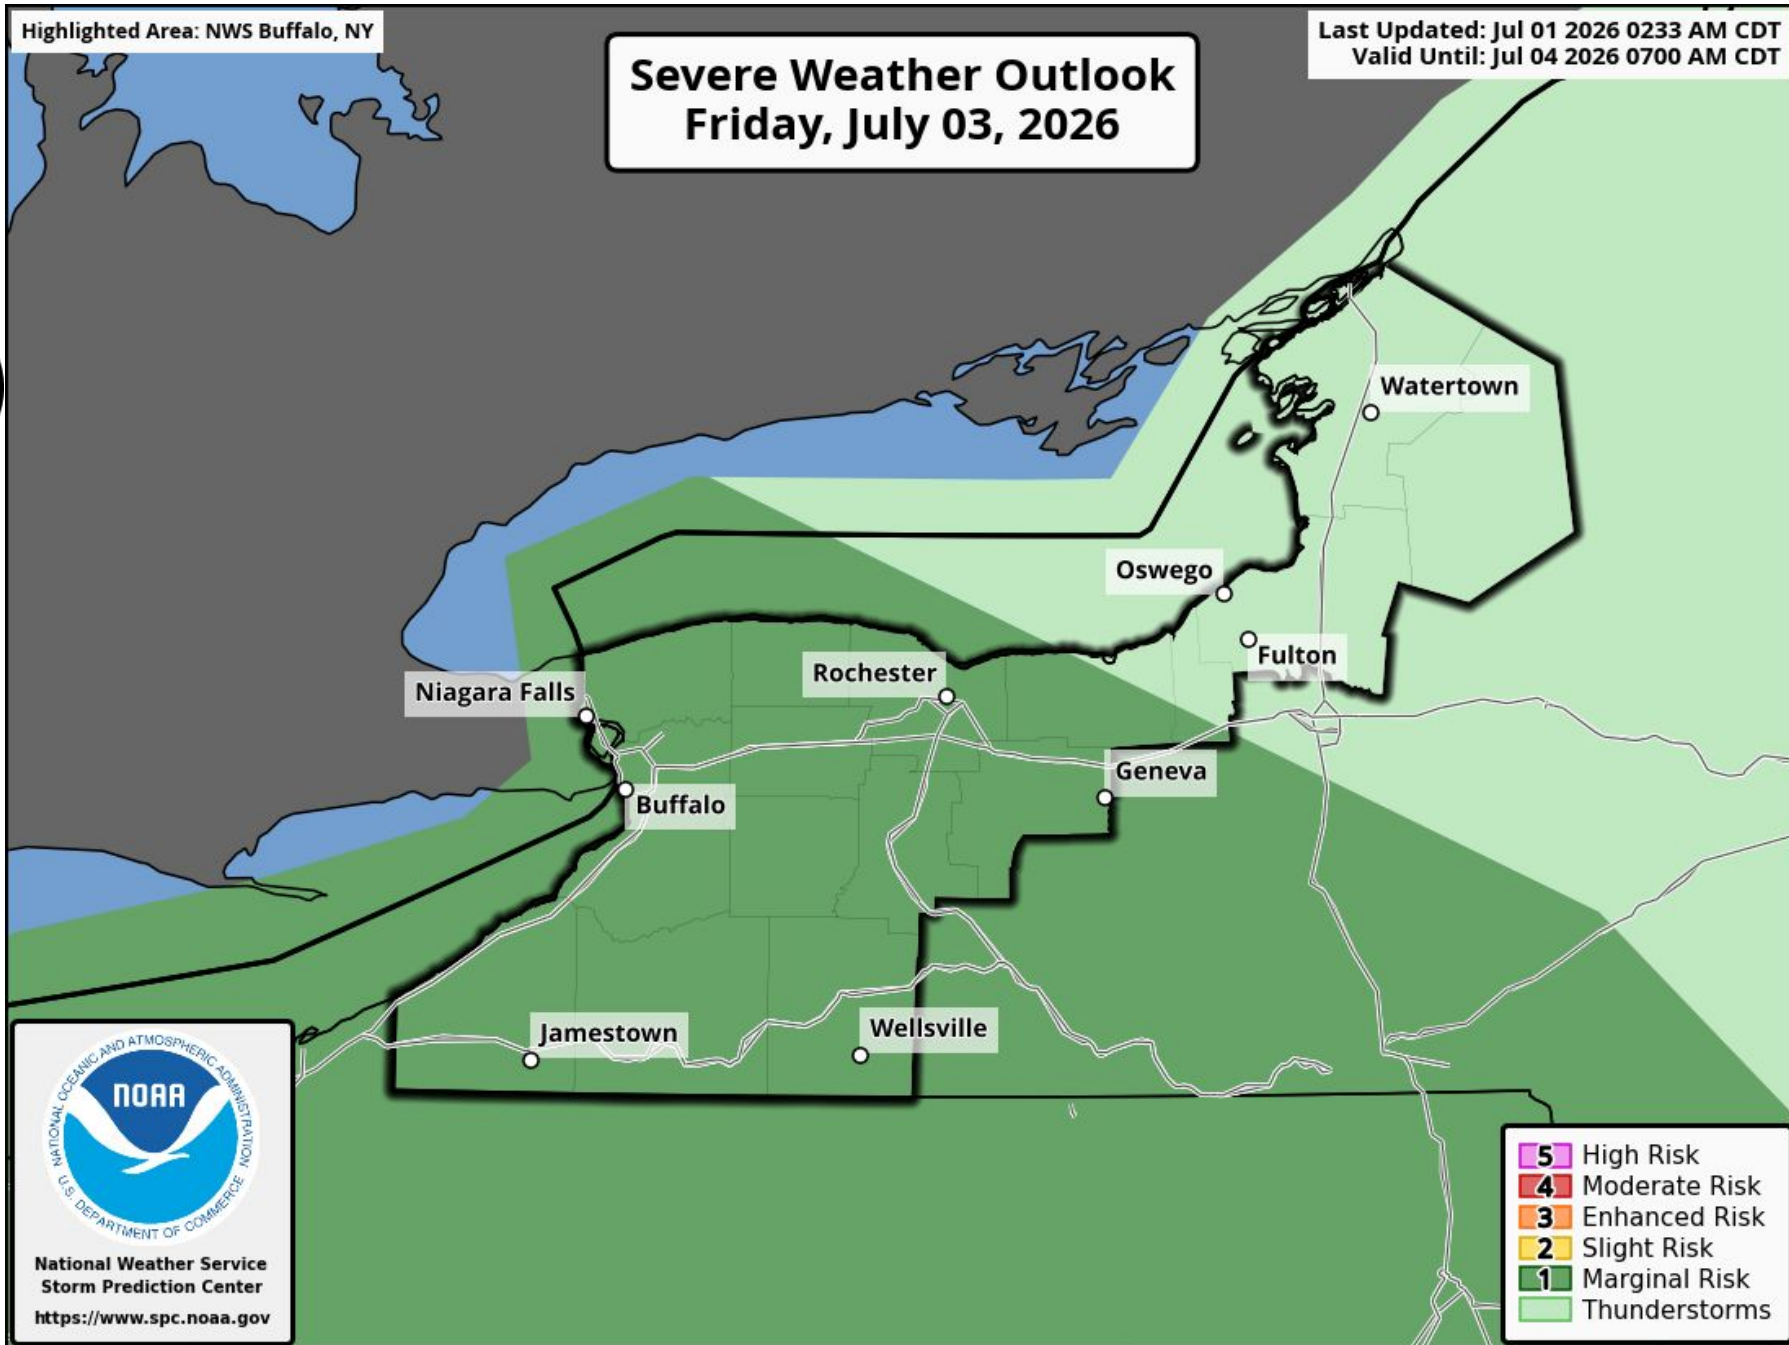 Highlighted Area: NWS Buffalo, NY
Last Updated: Jul 01 2026 0233 AM CDT
Valid Until: Jul 04 2026 0700 AM CDT
Severe Weather Outlook
Friday, July 03, 2026
Watertown
Oswego
Fulton
Rochester
Niagara Falls
Geneva
Buffalo
Jamestown
Wellsville
NATIONAL OCEANIC AND ATMOSPHERIC ADMINISTRATION
NOAA
U.S. DEPARTMENT OF COMMERCE
National Weather Service
Storm Prediction Center
https://www.spc.noaa.gov
5 High Risk
4 Moderate Risk
3 Enhanced Risk
2 Slight Risk
1 Marginal Risk
Thunderstorms